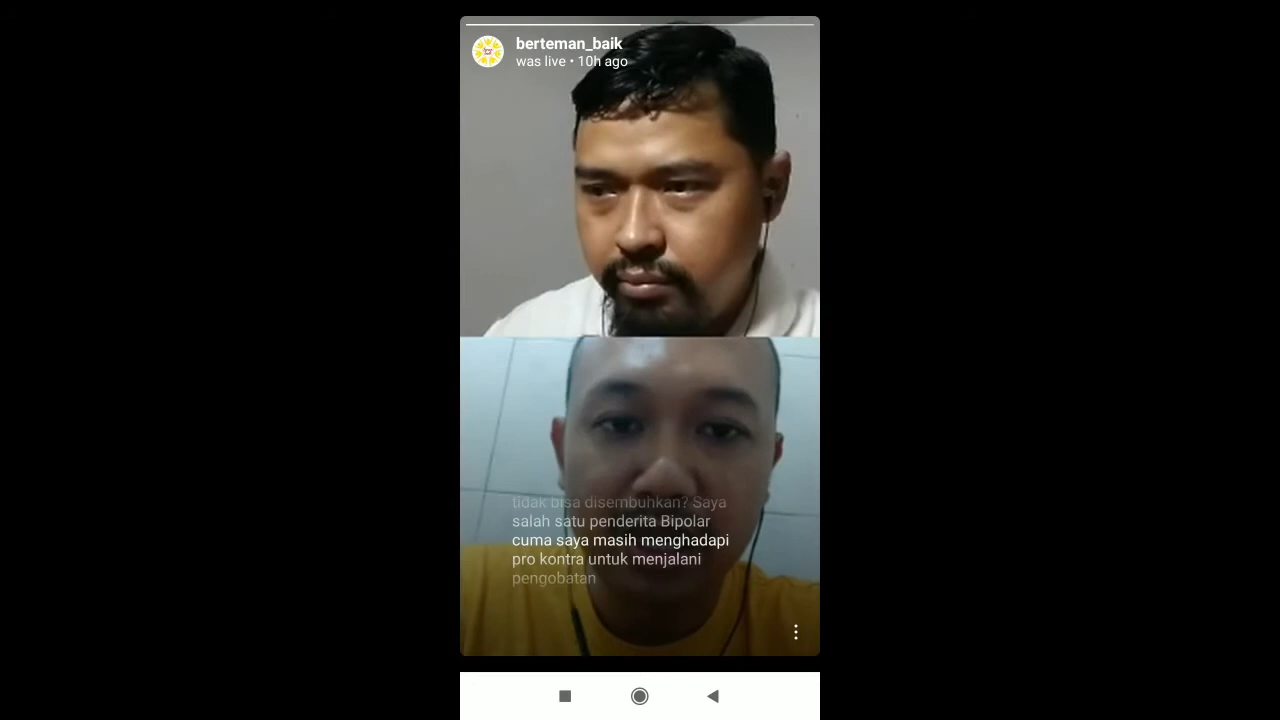 berteman_baik
was live • 10h ago
tidak bisa disembuhkan? Saya
salah satu penderita Bipolar
cuma saya masih menghadapi
pro kontra untuk menjalani
pengobatan